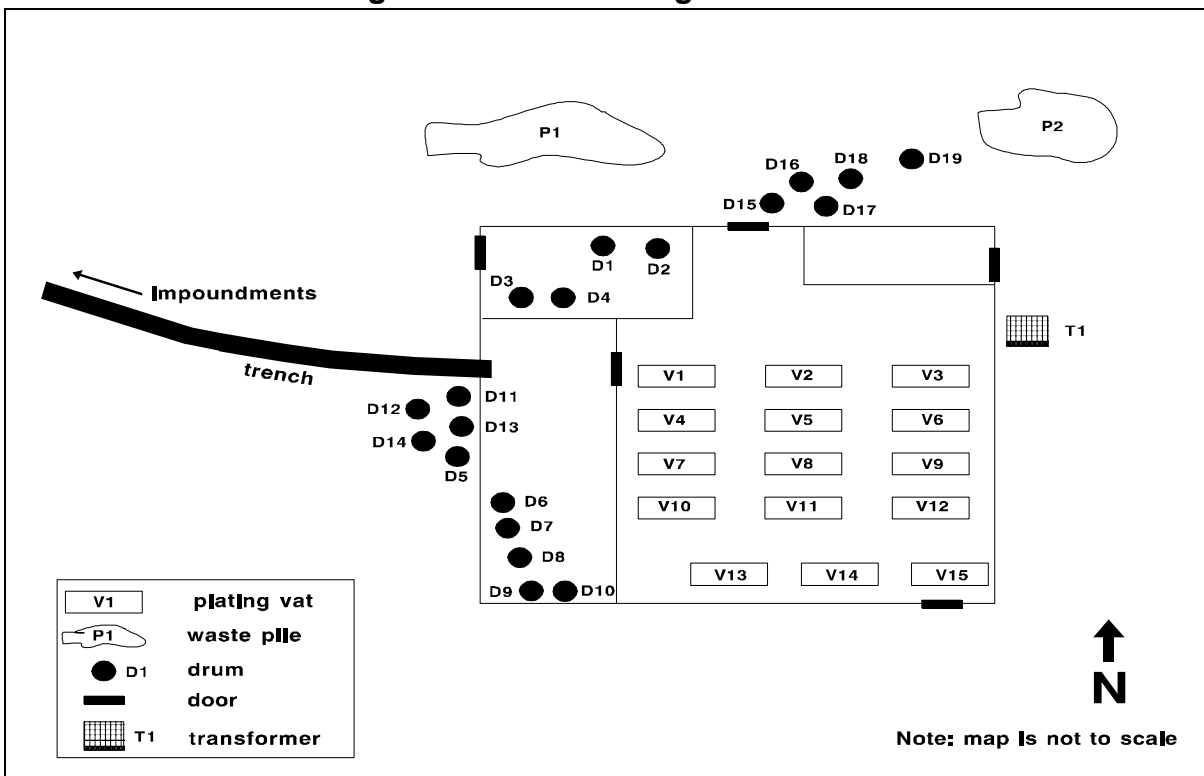 P1
P2
D16
D18
D19
D15
D17
D1
D2
D3
D4
Impoundments
T1
trench
V1
V2
V3
D11
D12
D13
V4
V5
V6
D14
D5
V7
V8
V9
D6
V10
V11
V12
D7
D8
V13
V14
V15
D9
D10
V1 plating vat
P1 waste pile
D1 drum
door
T1 transformer
N
Note: map is not to scale